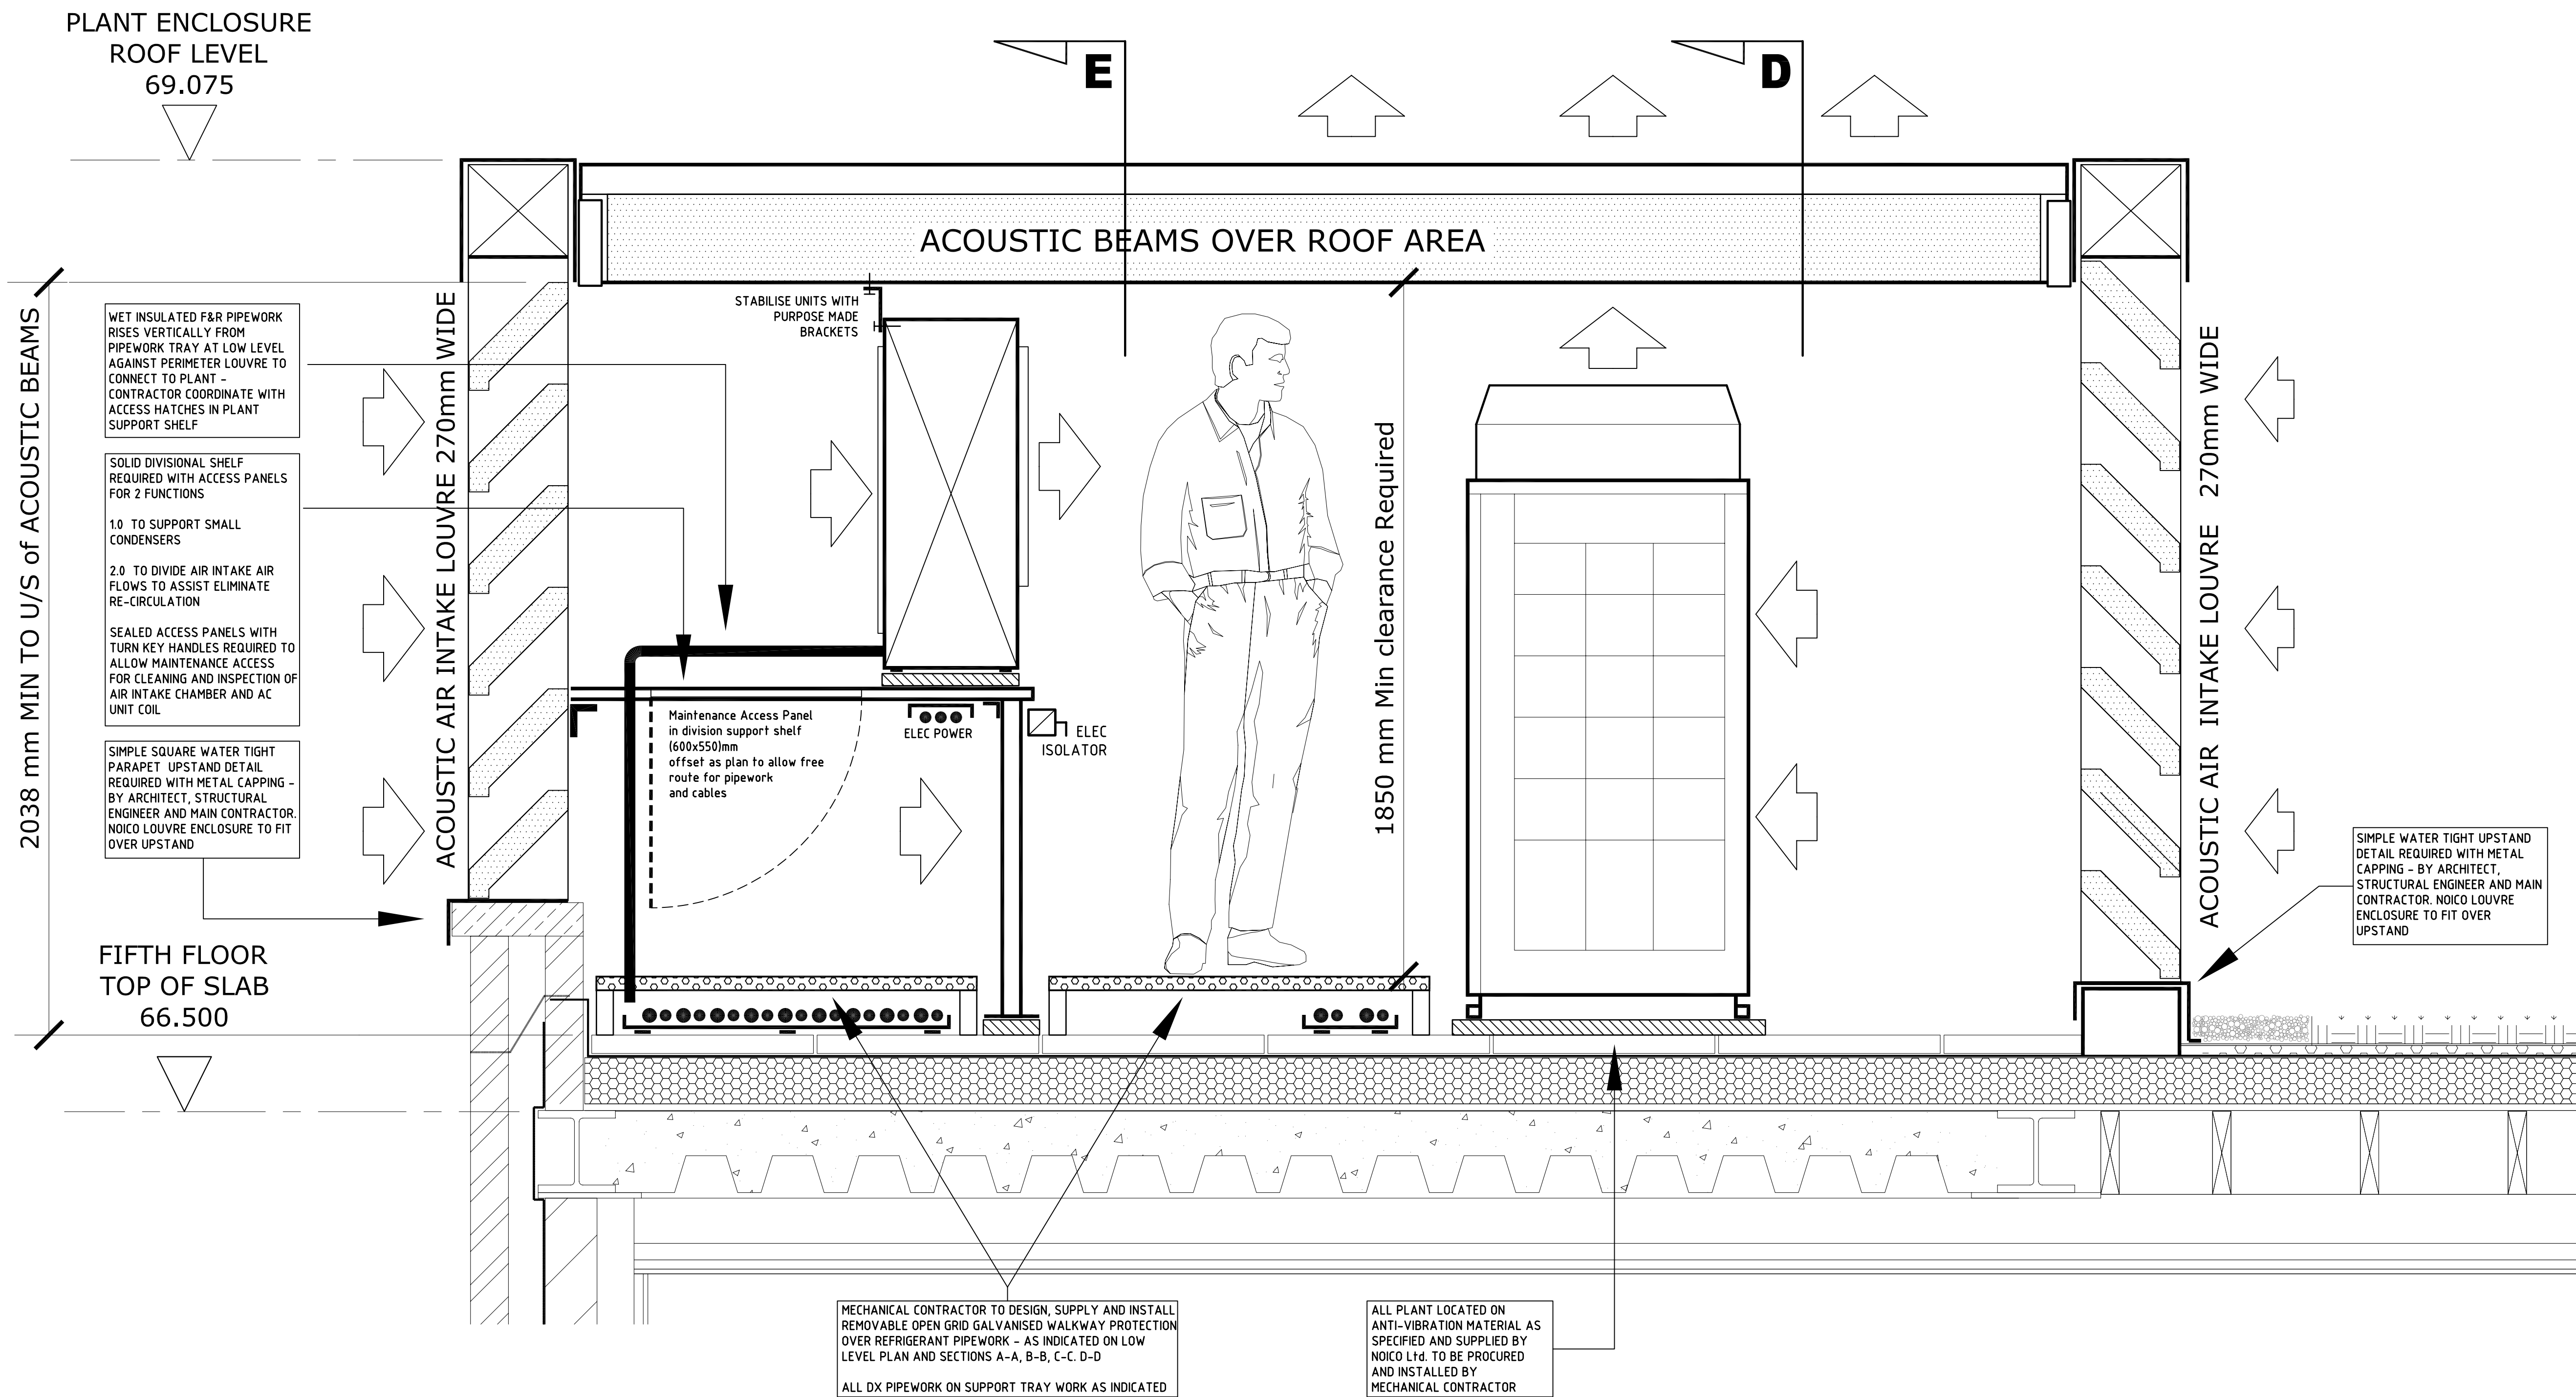 PLANT ENCLOSURE
ROOF LEVEL
69.075
E
D
ACOUSTIC BEAMS OVER ROOF AREA
2038 mm MIN TO U/S of ACOUSTIC BEAMS
WET INSULATED F&R PIPEWORK
RISES VERTICALLY FROM
PIPEWORK TRAY AT LOW LEVEL
AGAINST PERIMETER LOUVRE TO
CONNECT TO PLANT -
CONTRACTOR COORDINATE WITH
ACCESS HATCHES IN PLANT
SUPPORT SHELF
SOLID DIVISIONAL SHELF
REQUIRED WITH ACCESS PANELS
FOR 2 FUNCTIONS
1.0 TO SUPPORT SMALL
CONDENSERS
2.0 TO DIVIDE AIR INTAKE AIR
FLOWS TO ASSIST ELIMINATE
RE-CIRCULATION
SEALED ACCESS PANELS WITH
TURN KEY HANDLES REQUIRED TO
ALLOW MAINTENANCE ACCESS
FOR CLEANING AND INSPECTION OF
AIR INTAKE CHAMBER AND AC
UNIT COIL
SIMPLE SQUARE WATER TIGHT
PARAPET UPSTAND DETAIL
REQUIRED WITH METAL CAPPING -
BY ARCHITECT, STRUCTURAL
ENGINEER AND MAIN CONTRACTOR.
NOICO LOUVRE ENCLOSURE TO FIT
OVER UPSTAND
ACOUSTIC AIR INTAKE LOUVRE 270mm WIDE
STABILISE UNITS WITH
PURPOSE MADE
BRACKETS
Maintenance Access Panel
in division support shelf
(600x550)mm
offset as plan to allow free
route for pipework
and cables
ELEC POWER
ELEC
ISOLATOR
1850 mm Min clearance Required
ACOUSTIC AIR INTAKE LOUVRE 270mm WIDE
SIMPLE WATER TIGHT UPSTAND
DETAIL REQUIRED WITH METAL
CAPPING - BY ARCHITECT,
STRUCTURAL ENGINEER AND MAIN
CONTRACTOR. NOICO LOUVRE
ENCLOSURE TO FIT OVER
UPSTAND
FIFTH FLOOR
TOP OF SLAB
66.500
MECHANICAL CONTRACTOR TO DESIGN, SUPPLY AND INSTALL
REMOVABLE OPEN GRID GALVANISED WALKWAY PROTECTION
OVER REFRIGERANT PIPEWORK - AS INDICATED ON LOW
LEVEL PLAN AND SECTIONS A-A, B-B, C-C. D-D
ALL DX PIPEWORK ON SUPPORT TRAY WORK AS INDICATED
ALL PLANT LOCATED ON
ANTI-VIBRATION MATERIAL AS
SPECIFIED AND SUPPLIED BY
NOICO Ltd. TO BE PROCURED
AND INSTALLED BY
MECHANICAL CONTRACTOR